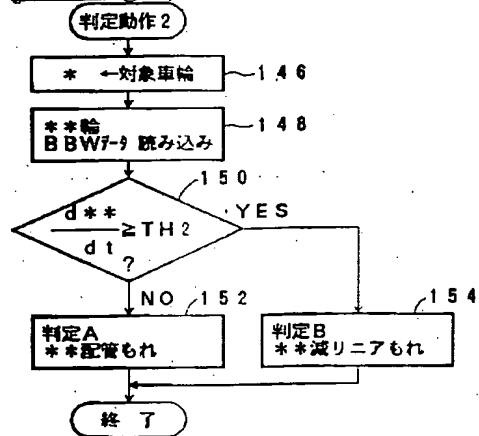 判定動作2
* ←対象車輪
146
**輪
BBWデータ 読み込み
148
150
d**
dt
≧TH2
?
YES
NO
152
154
判定A
**配管もれ
判定B
**減リニアもれ
終 了